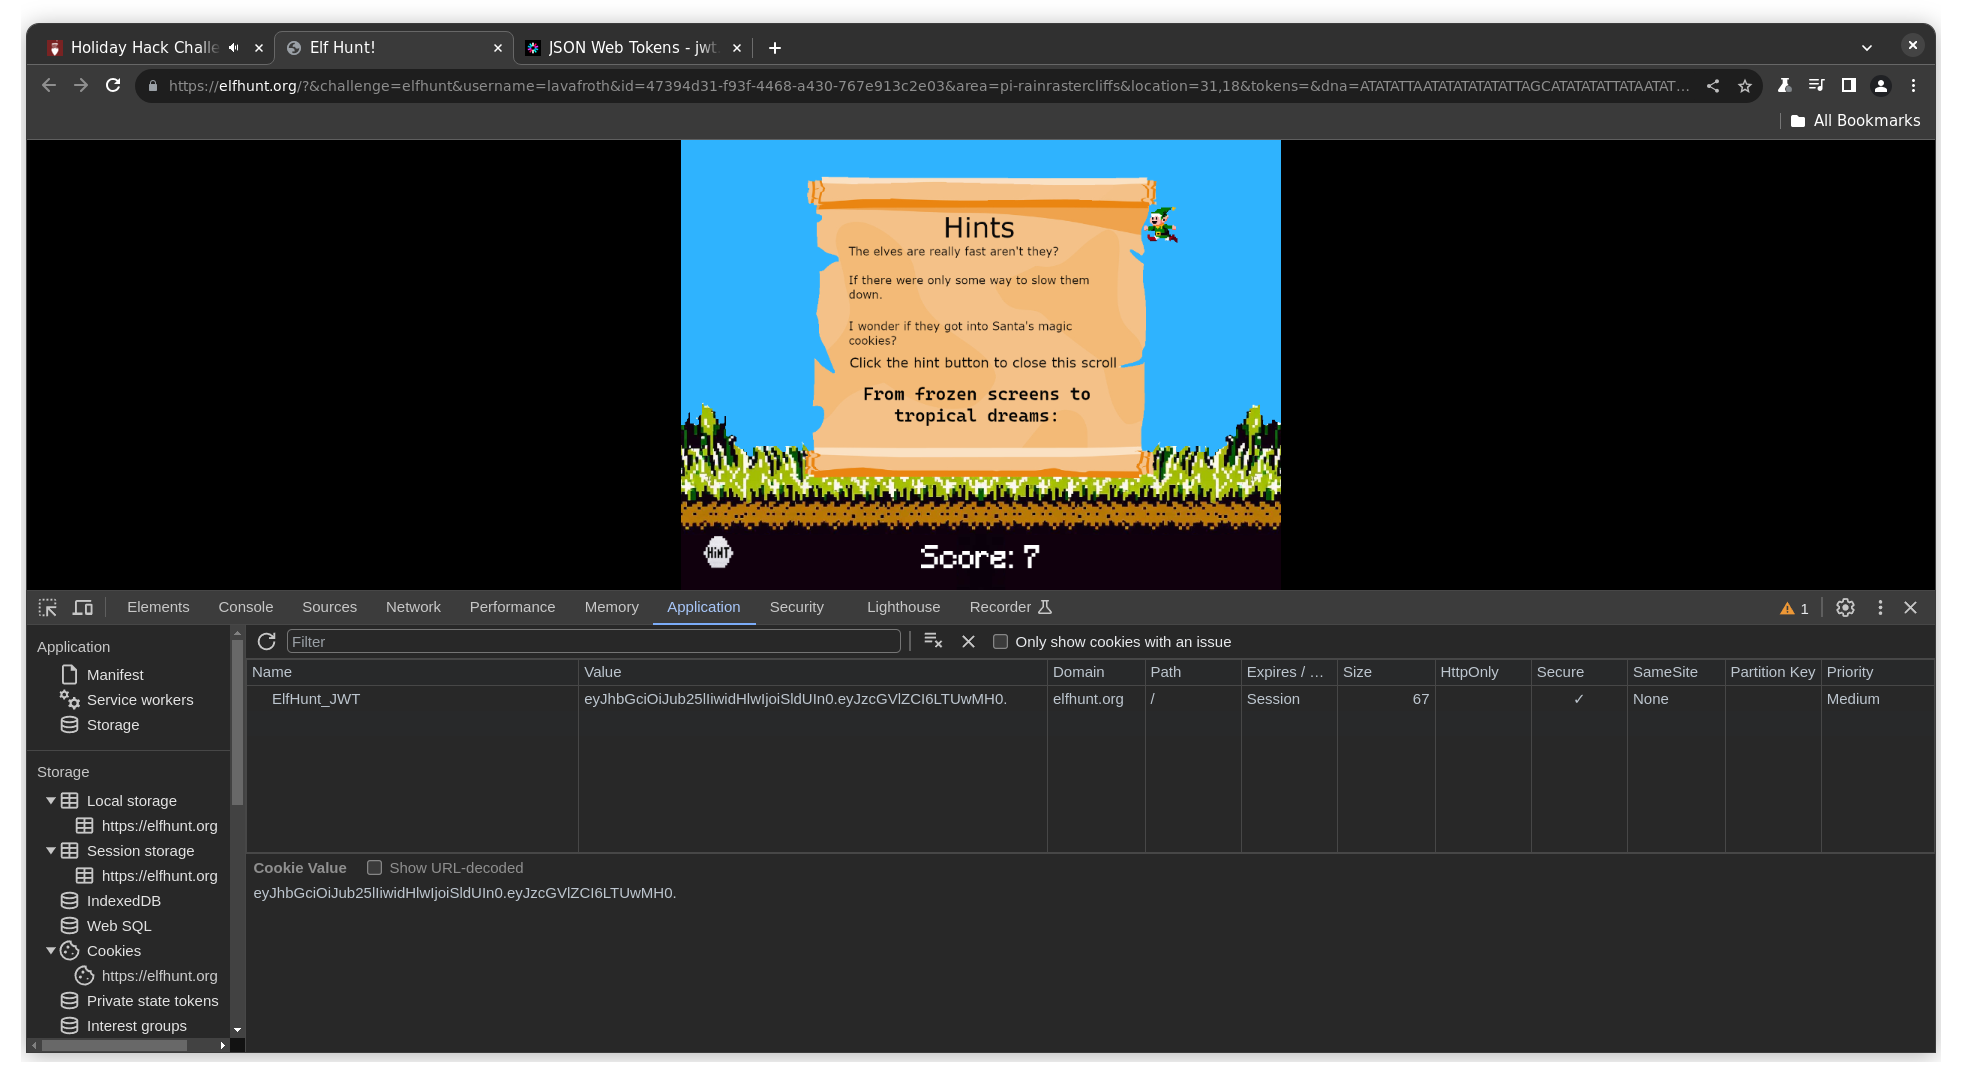 Holiday Hack Challe
Elf Hunt!
JSON Web Tokens - jwt.
https://elfhunt.org/?&challenge=elfhunt&username=lavafroth&id=47394d31-f93f-4468-a430-767e913c2e03&area=pi-rainrastercliffs&location=31,18&tokens=&dna=ATATATTAATATATATATATTAGCATATATATTATAATAT...
All Bookmarks
Hints
The elves are really fast aren't they?
If there were only some way to slow them
down.
I wonder if they got into Santa's magic
cookies?
Click the hint button to close this scroll
From frozen screens to
tropical dreams:
HiNT
Score: 7
Elements Console Sources Network Performance Memory Application Security Lighthouse Recorder 1
Application
Manifest
Service workers
Storage
Storage
Local storage
https://elfhunt.org
Session storage
https://elfhunt.org
IndexedDB
Web SQL
Cookies
https://elfhunt.org
Private state tokens
Interest groups
Filter Only show cookies with an issue
Name Value Domain Path Expires / ... Size HttpOnly Secure SameSite Partition Key Priority
ElfHunt_JWT eyJhbGciOiJub25lIiwidHlwIjoiSldUIn0.eyJzcGVlZCI6LTUwMH0. elfhunt.org / Session 67 ✓ None Medium
Cookie Value Show URL-decoded
eyJhbGciOiJub25lIiwidHlwIjoiSldUIn0.eyJzcGVlZCI6LTUwMH0.